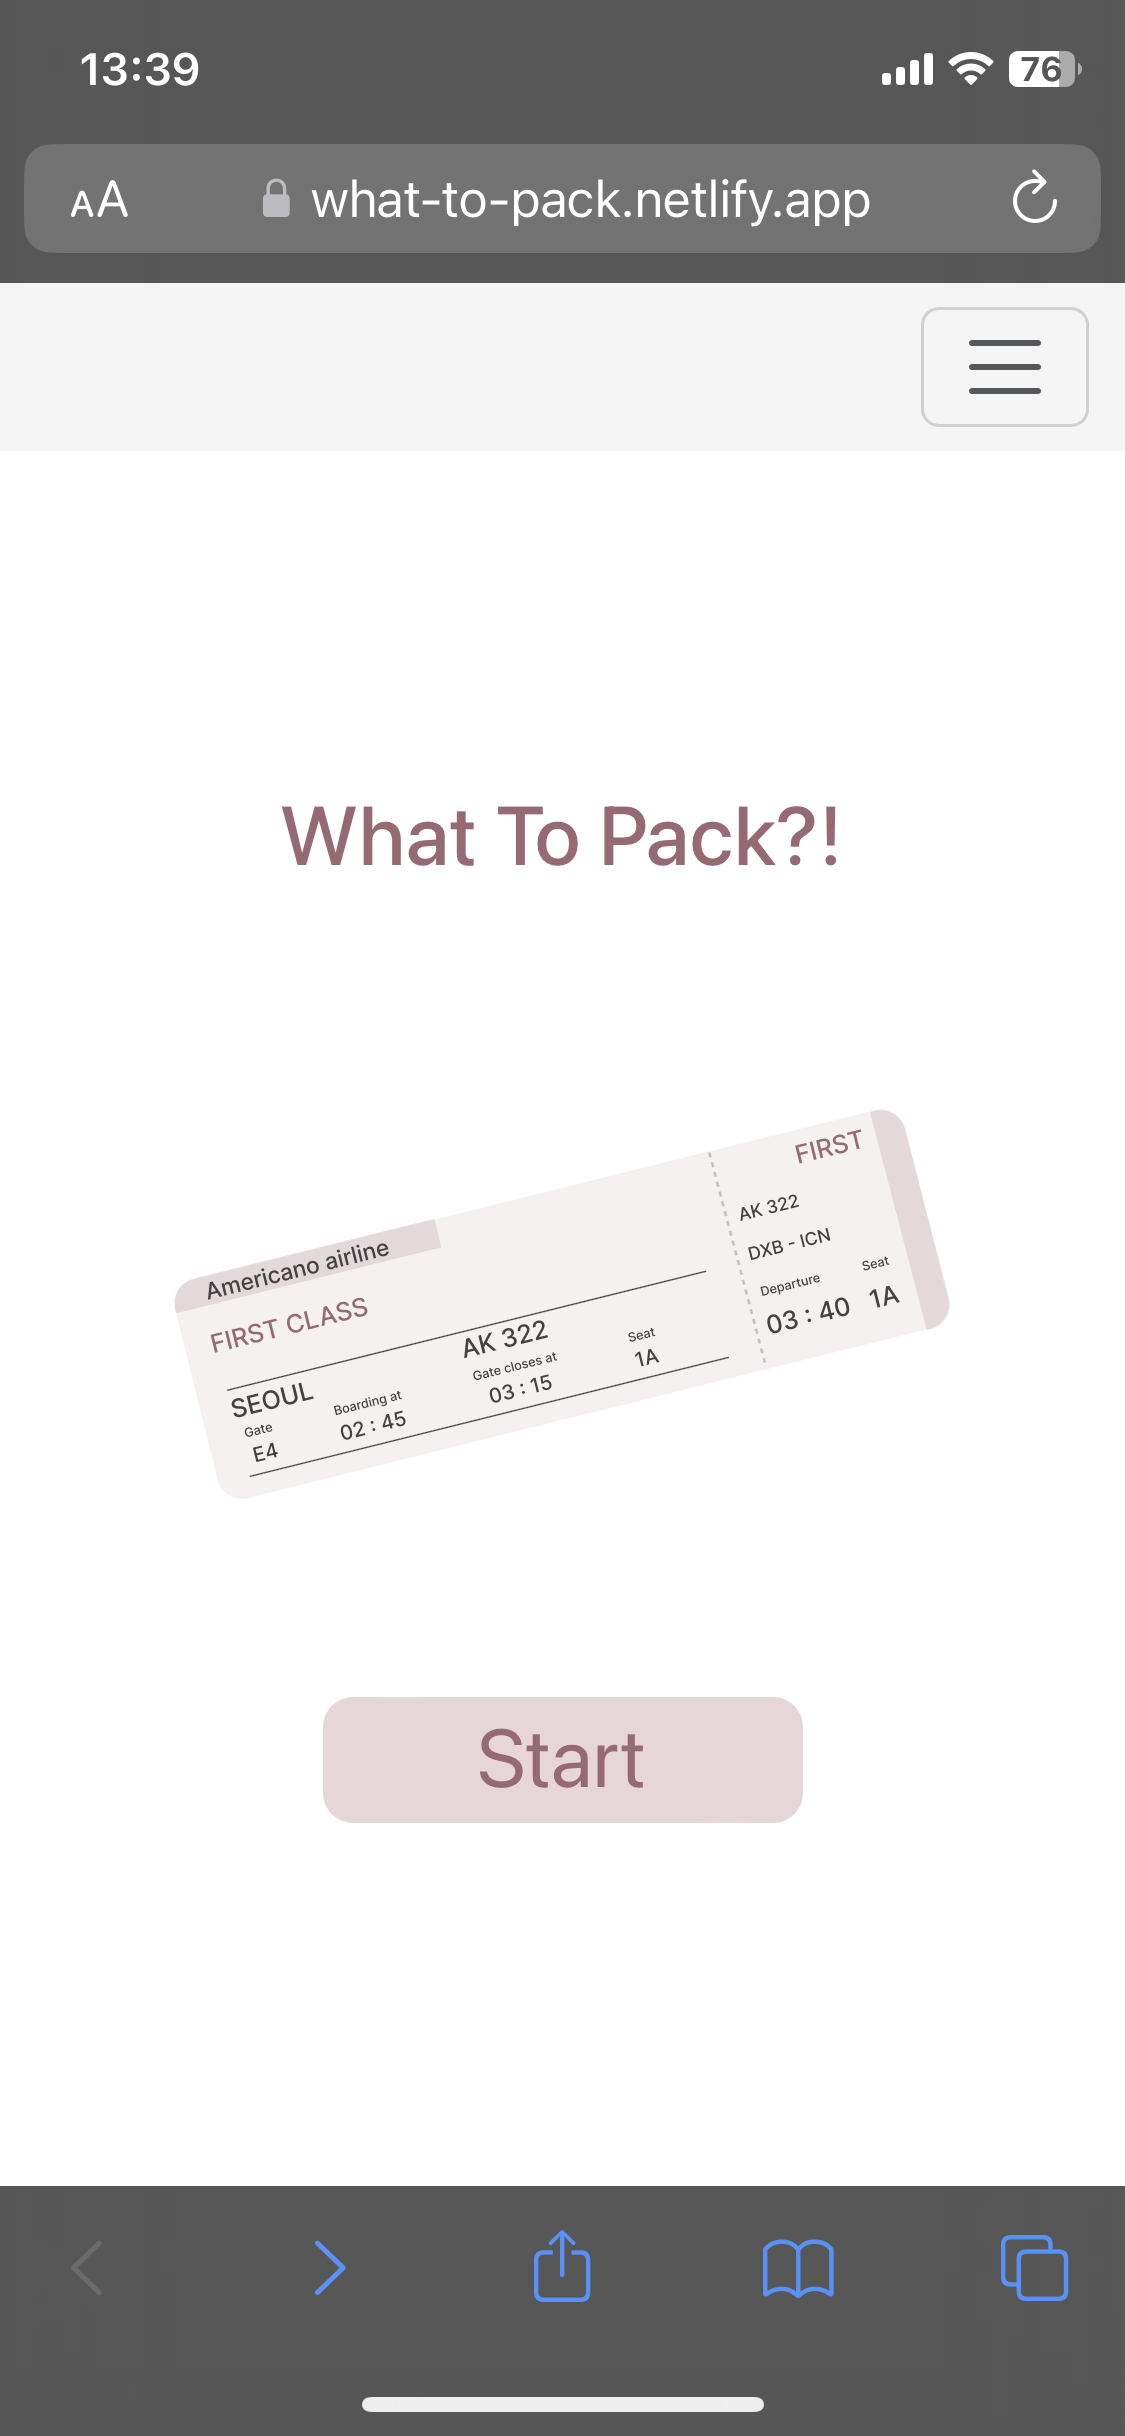 13:39
76
AA
what-to-pack.netlify.app
What To Pack?!
Americano airline
FIRST CLASS
SEOUL
AK 322
Gate
Boarding at
Gate closes at
Seat
E4
02 : 45
03 : 15
1A
FIRST
AK 322
DXB - ICN
Departure
Seat
03 : 40
1A
Start